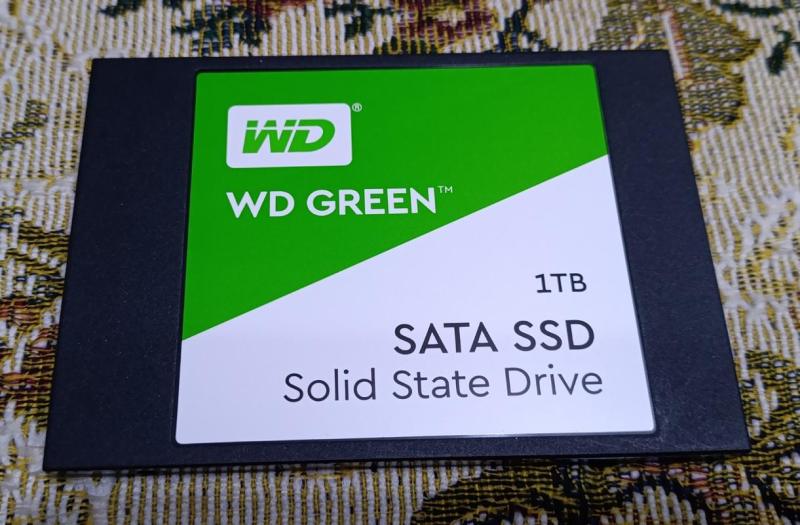 WD®
WD GREEN™
1TB
SATA SSD
Solid State Drive